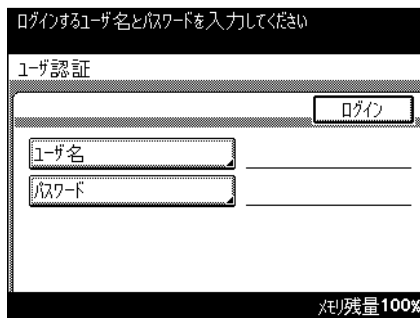 ログインするユーザ名とパスワードを入力してください
ユーザ認証
ログイン
ユーザ名
パスワード
メモリ残量100%